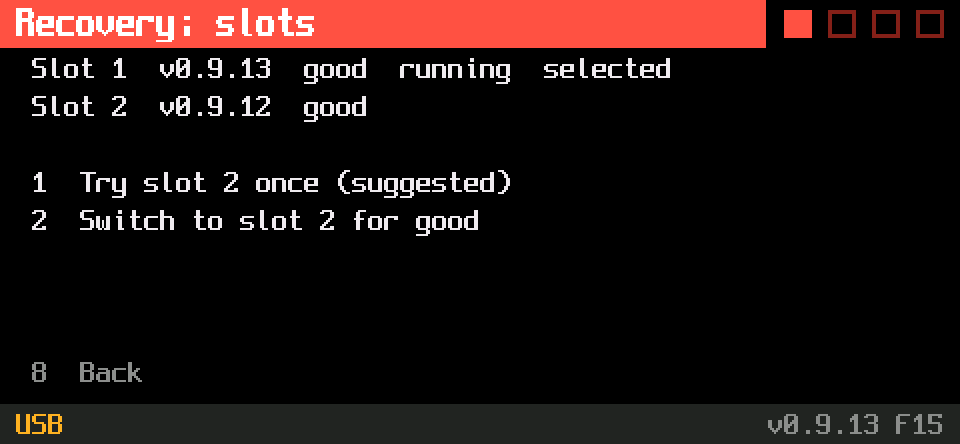 Recovery; slots
Slot 1 v0.9.13 good running selected
Slot 2 v0.9.12 good
1 Try slot 2 once (suggested)
2 Switch to slot 2 for good
8 Back
USB v0.9.13 F15